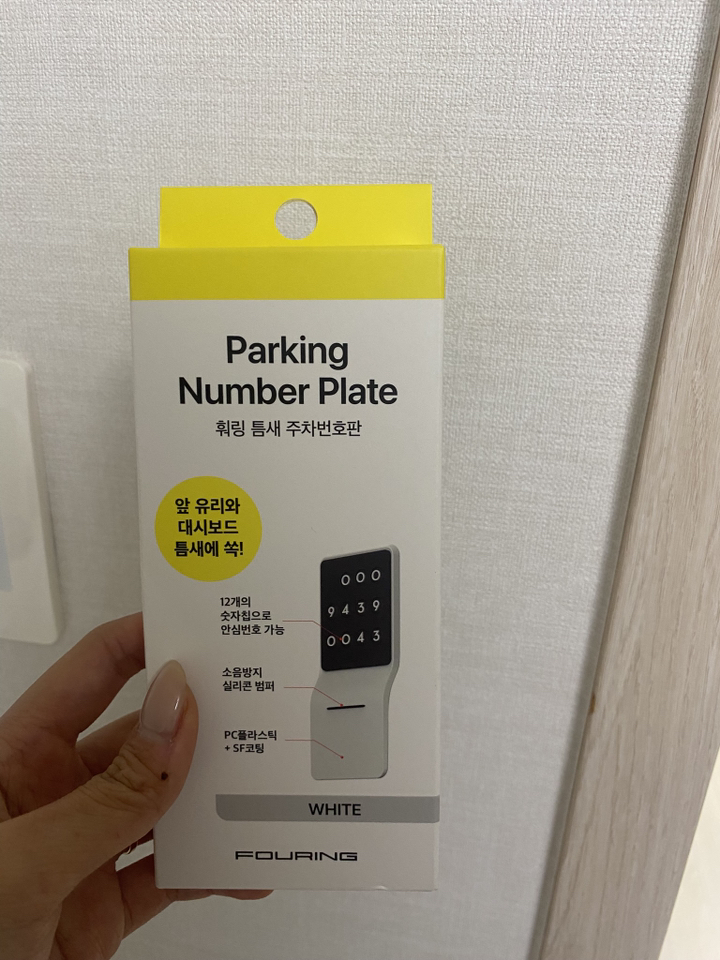 Parking
Number Plate
훠링 틈새 주차번호판
앞 유리와
대시보드
틈새에 쏙!
000
9439
0043
12개의
숫자칩으로
안심번호 가능
소음방지
실리콘 범퍼
PC플라스틱
+ SF코팅
WHITE
FOURING